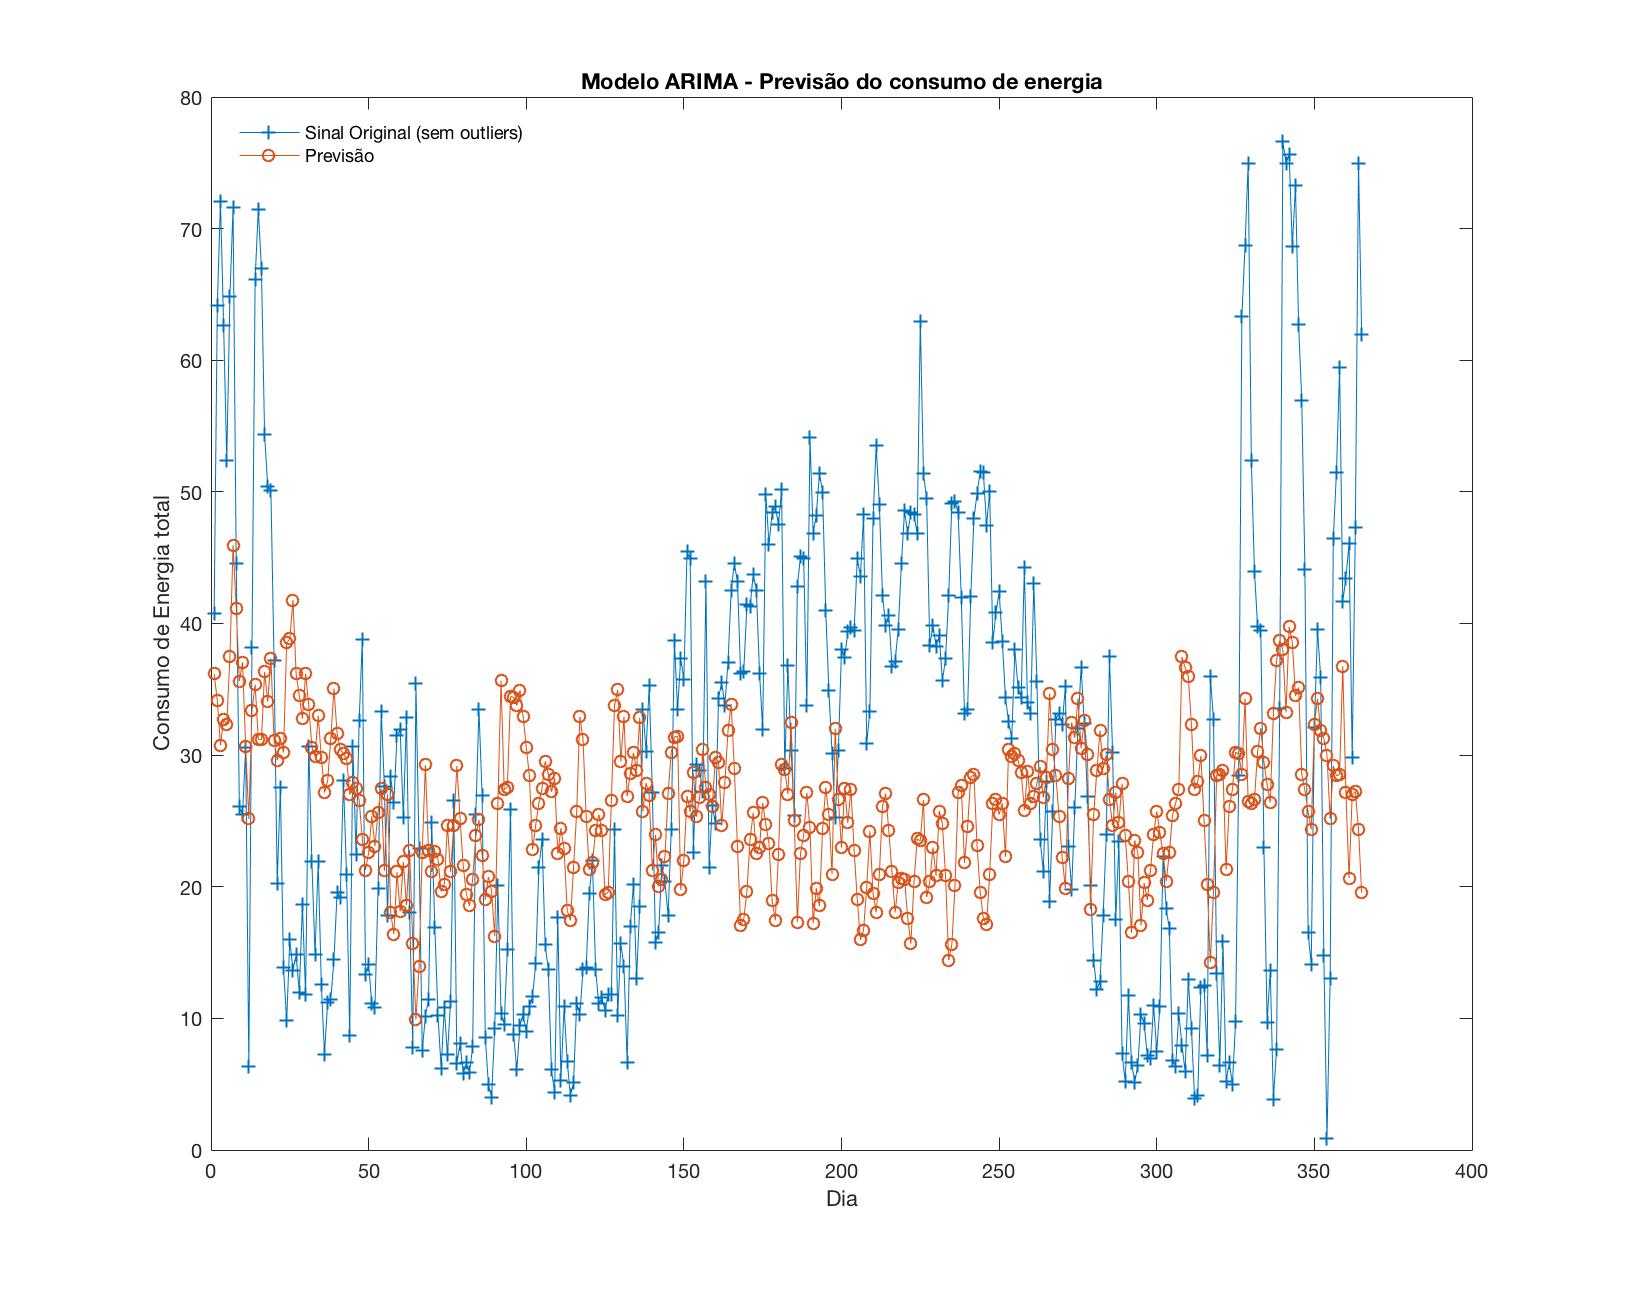 Modelo ARIMA - Previsão do consumo de energia
Sinal Original (sem outliers)
Previsão
Consumo de Energia total
80
70
60
50
40
30
20
10
0
0 50 100 150 200 250 300 350 400
Dia